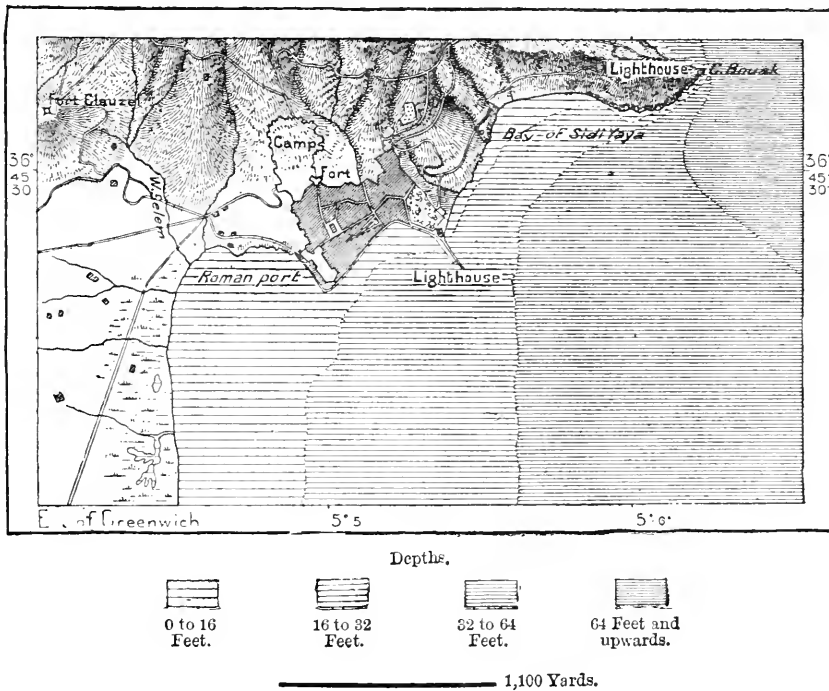 Lighthouse
C. Bouak
Fort Clauzel
Camp
Bay of Sidi Yaya
36°
45'
30"
36°
45'
30"
Fort
W. Selem
Roman port
Lighthouse
E. of Greenwich
5° 5'
5° 6'
Depths.
0 to 16
Feet.
16 to 32
Feet.
32 to 64
Feet.
64 Feet and
upwards.
1,100 Yards.